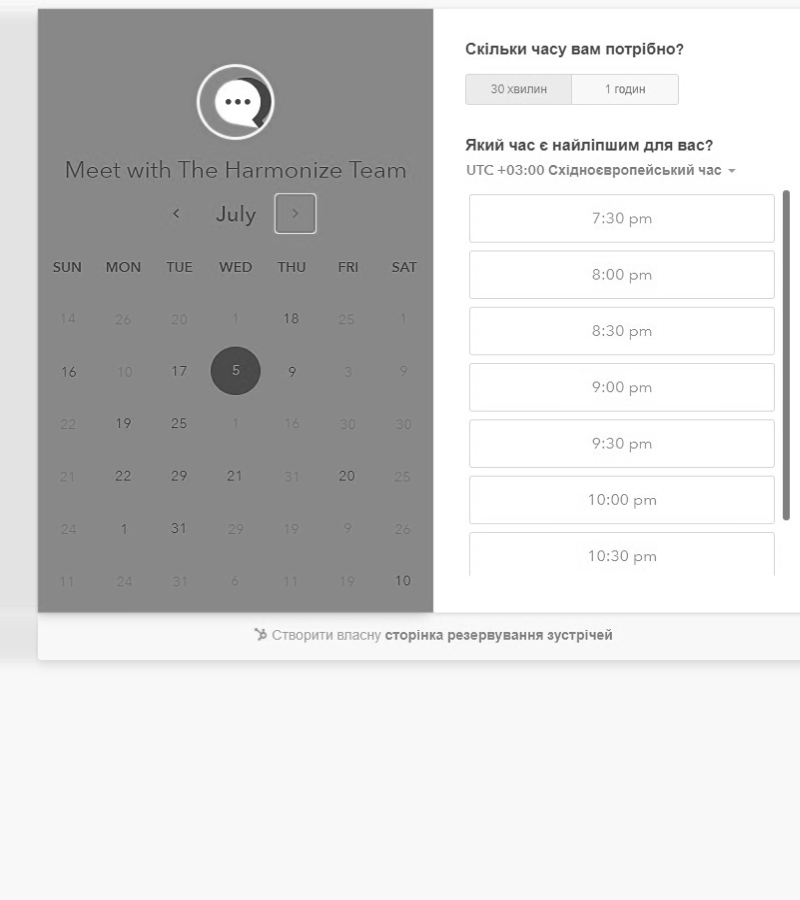 Meet with The Harmonize Team
July
SUN MON TUE WED THU FRI SAT
14 26 20 1 18 25 1
16 10 17 5 9 3 9
22 19 25 1 16 30 30
21 22 29 21 31 20 25
24 1 31 29 19 9 26
11 24 31 6 11 19 10
Скільки часу вам потрібно?
30 хвилин 1 годин
Який час є найліпшим для вас?
UTC +03:00 Східноєвропейський час
7:30 pm
8:00 pm
8:30 pm
9:00 pm
9:30 pm
10:00 pm
10:30 pm
Створити власну сторінка резервування зустрічей